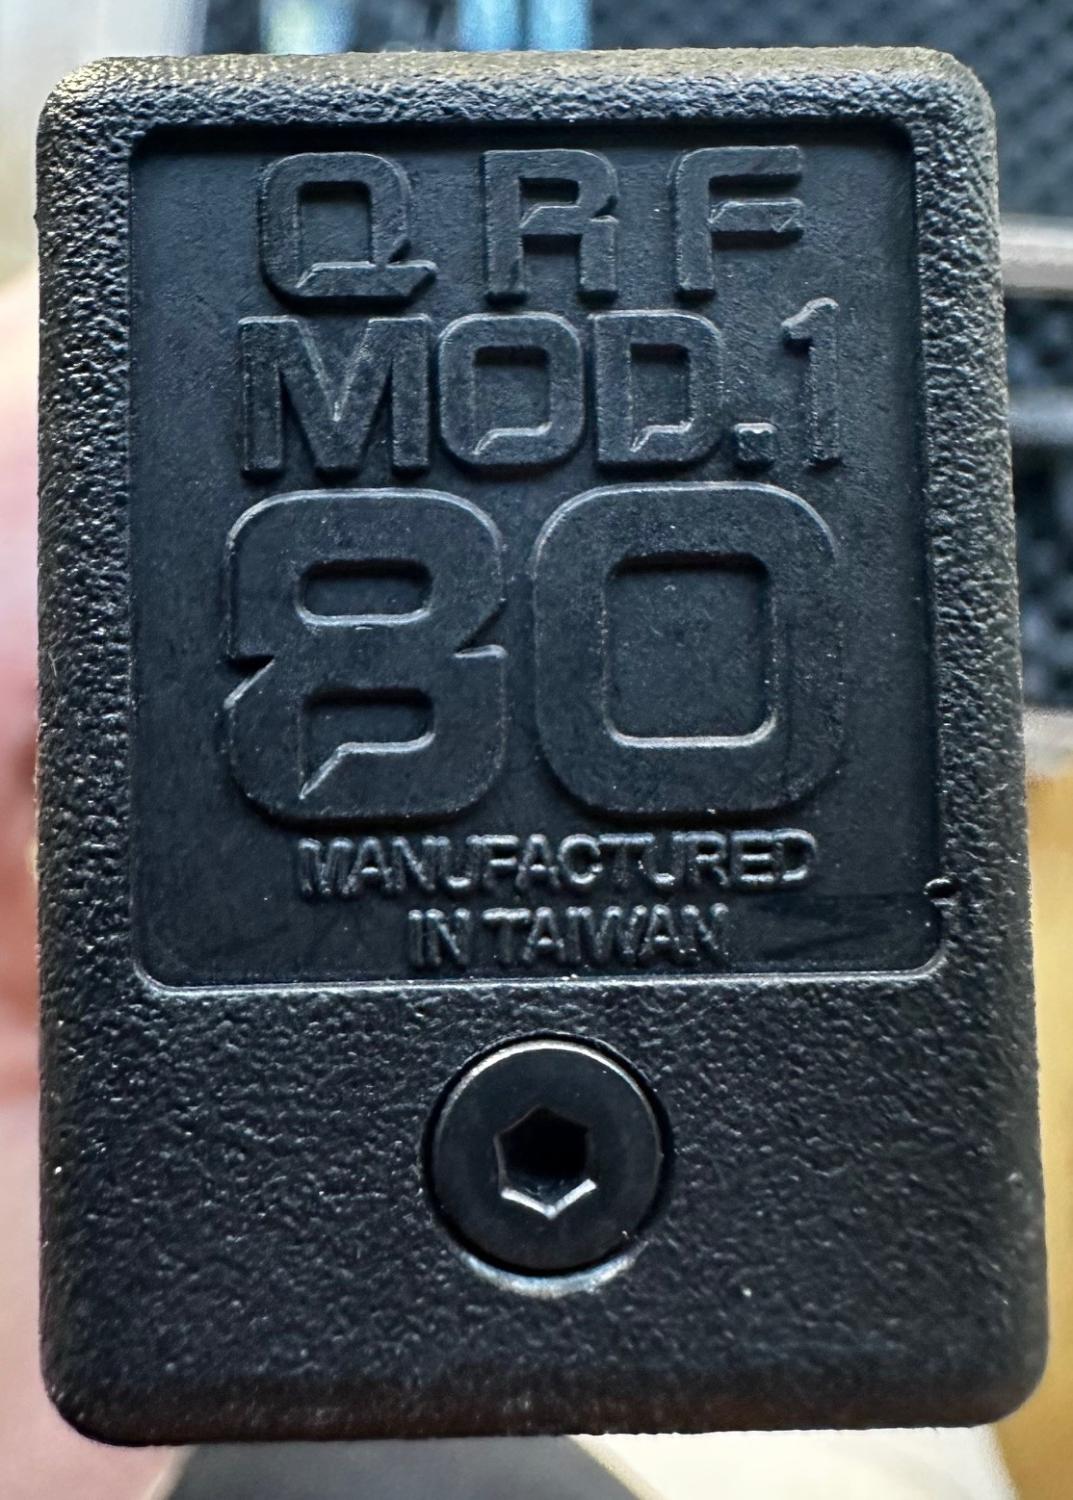 QRF
MOD.1
80
MANUFACTURED
IN TAIWAN